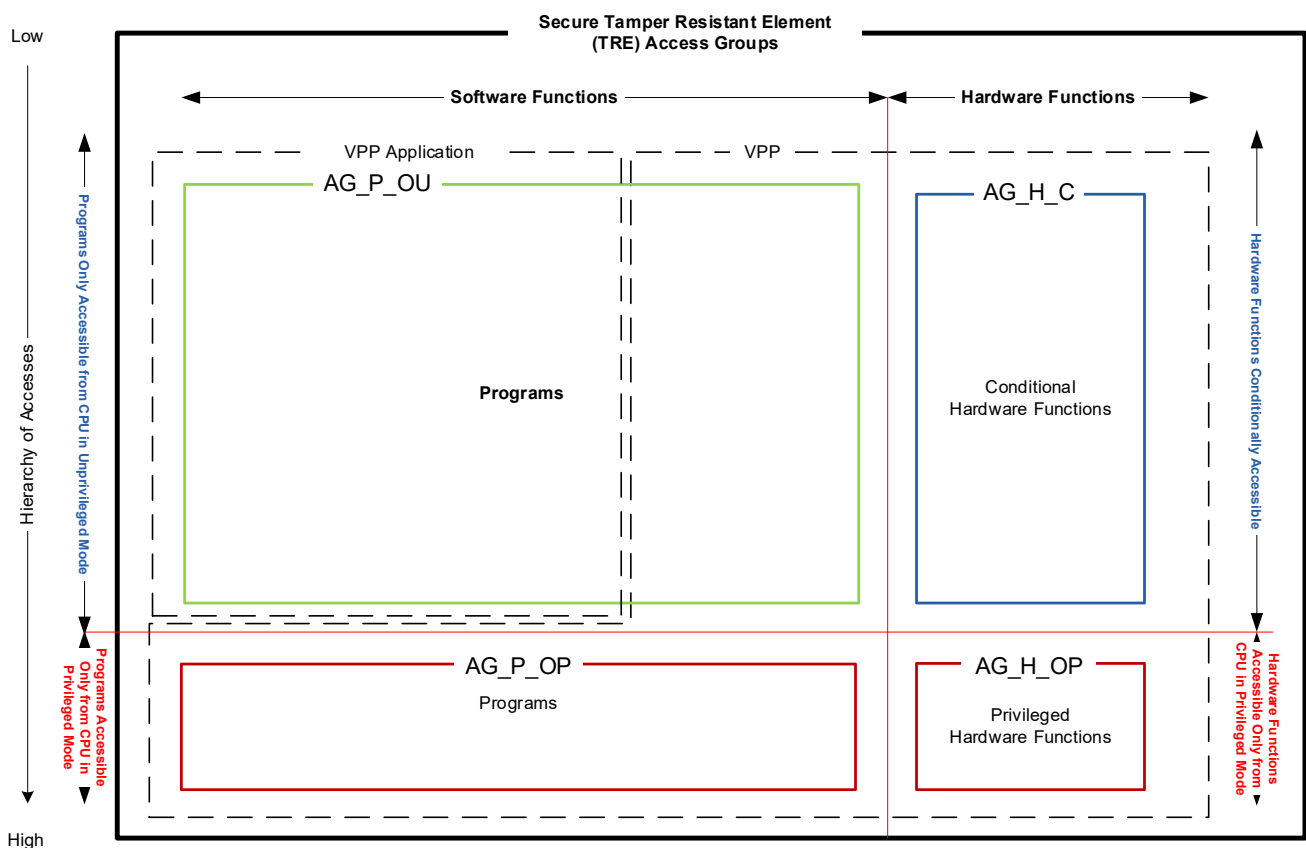 Secure Tamper Resistant Element
(TRE) Access Groups
Low
Software Functions
Hardware Functions
VPP Application
VPP
AG_P_OU
AG_H_C
Programs Only Accessible from CPU in Unprivileged Mode
Hardware Functions Conditionally Accessible
Hierarchy of Accesses
Programs
Conditional
Hardware Functions
AG_P_OP
Programs
AG_H_OP
Privileged
Hardware Functions
Programs Accessible
Only from CPU in
Privileged Mode
Hardware Functions
Accessible Only from
CPU in Privileged Mode
High